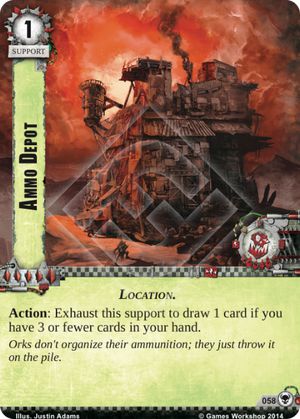 1
SUPPORT
AMMO DEPOT
LOCATION.
Action: Exhaust this support to draw 1 card if you
have 3 or fewer cards in your hand.
Orks don't organize their ammunition; they just throw it
on the pile.
058
Illus. Justin Adams
© Games Workshop 2014